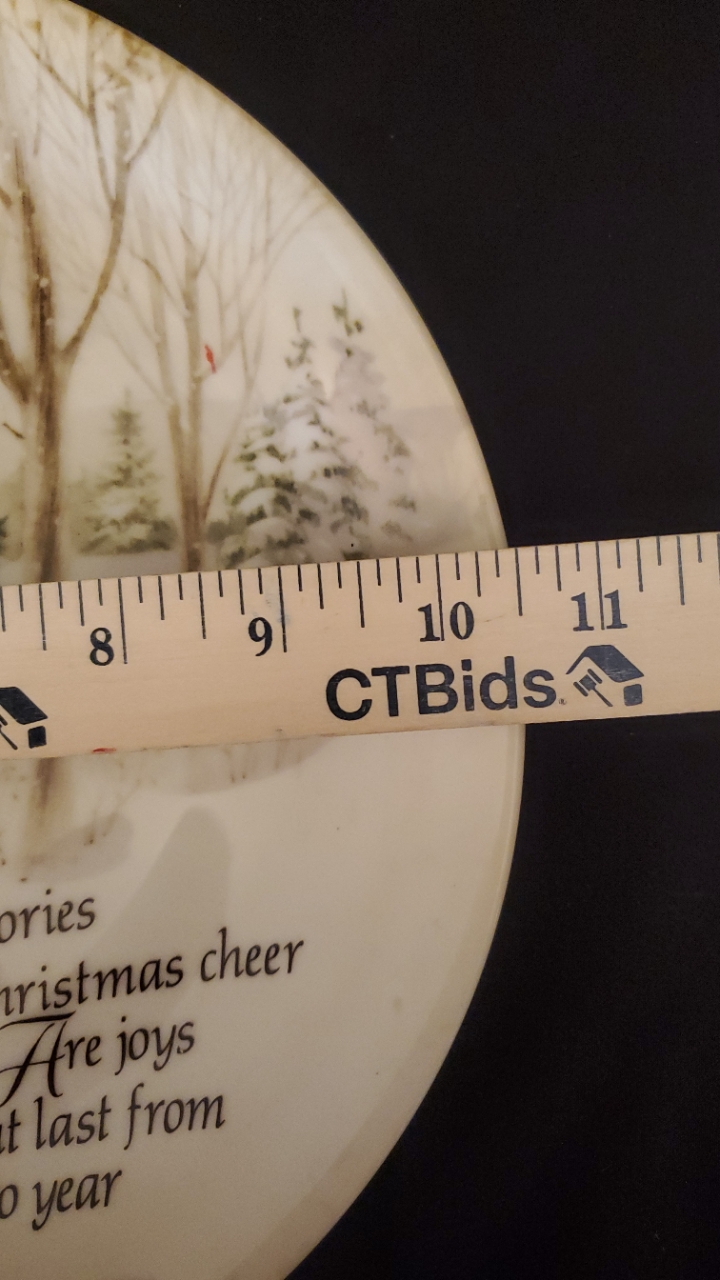 8 9 10 11
CTBids®
ories
hristmas cheer
Are joys
t last from
o year